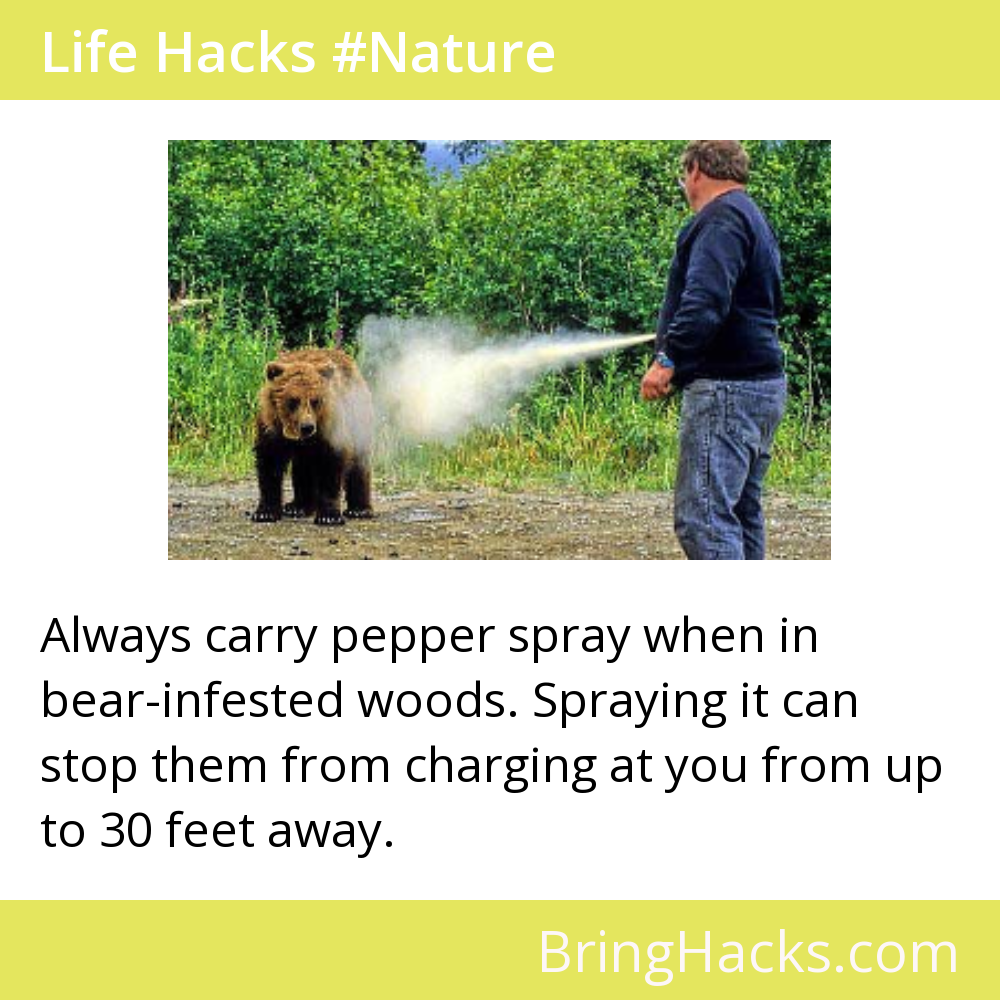 Life Hacks #Nature
Always carry pepper spray when in
bear-infested woods. Spraying it can
stop them from charging at you from up
to 30 feet away.
BringHacks.com